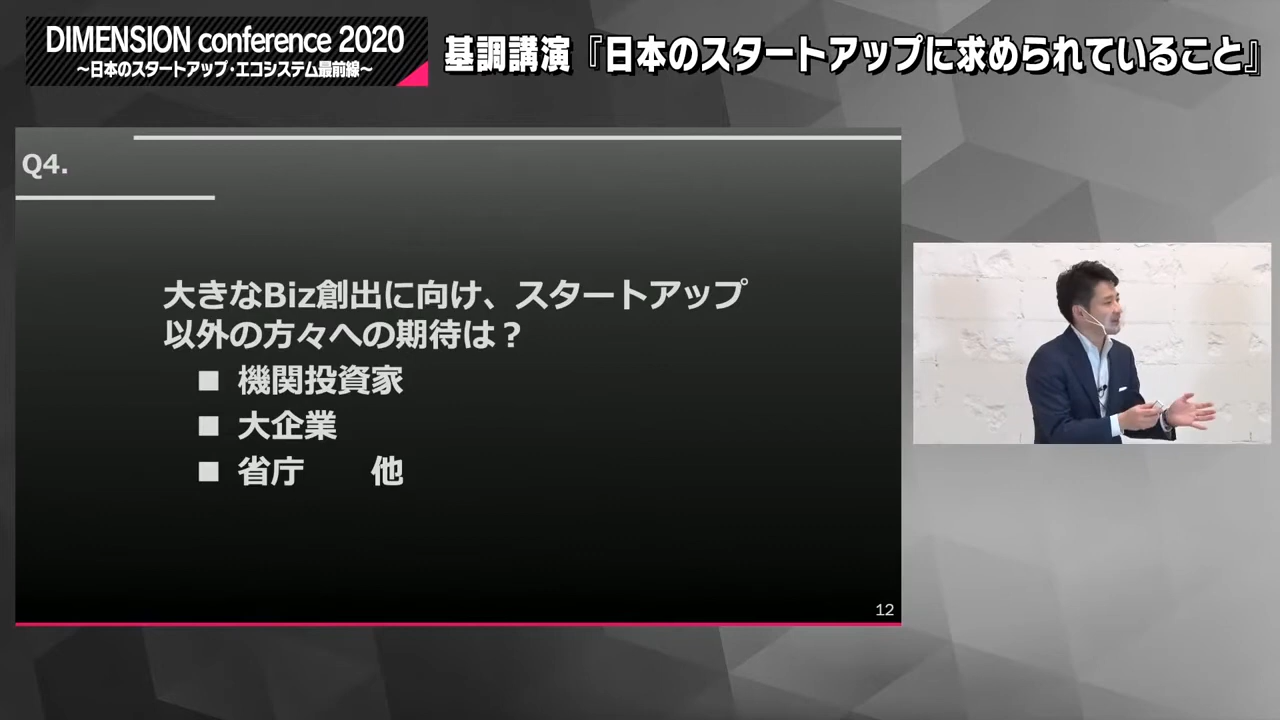 DIMENSION conference 2020
～日本のスタートアップ・エコシステム最前線～
基調講演『日本のスタートアップに求められていること』
Q4.
大きなBiz創出に向け、スタートアップ
以外の方々への期待は？
■ 機関投資家
■ 大企業
■ 省庁　　他
12